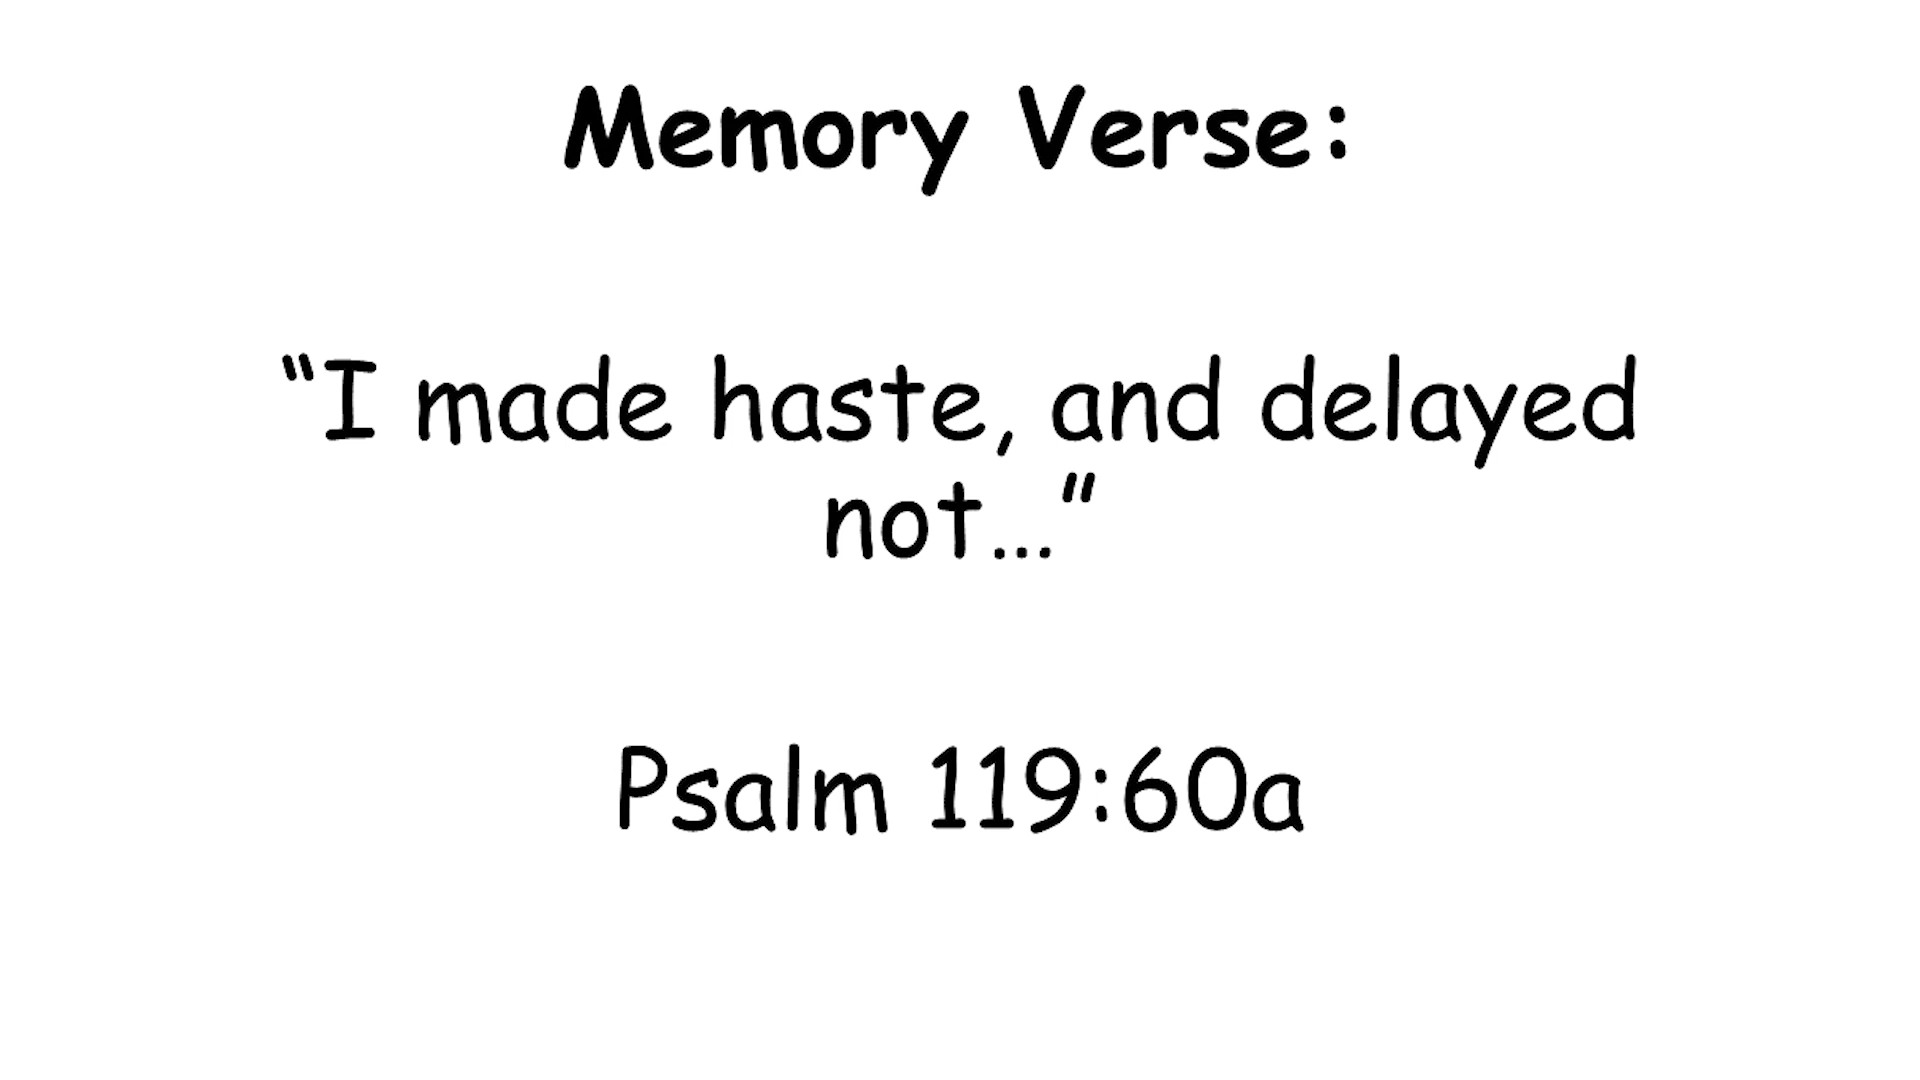 Memory Verse:
“I made haste, and delayed
not...”
Psalm 119:60a